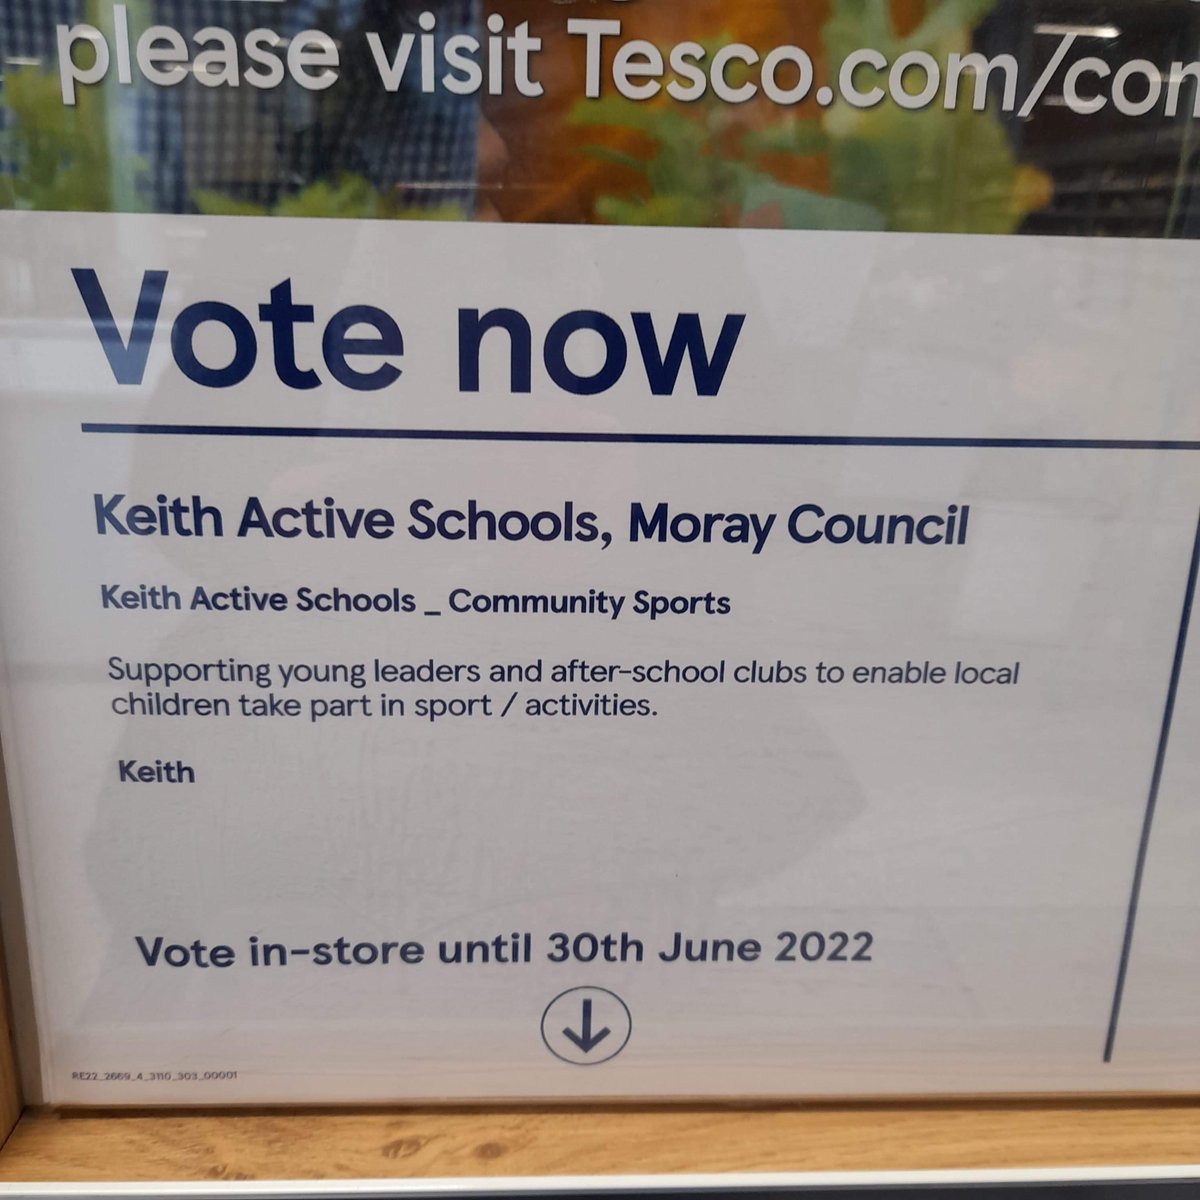 please visit Tesco.com/com
Vote now
Keith Active Schools, Moray Council
Keith Active Schools _ Community Sports
Supporting young leaders and after-school clubs to enable local
children take part in sport / activities.
Keith
Vote in-store until 30th June 2022
RE22_2669_4_3110_303_00001